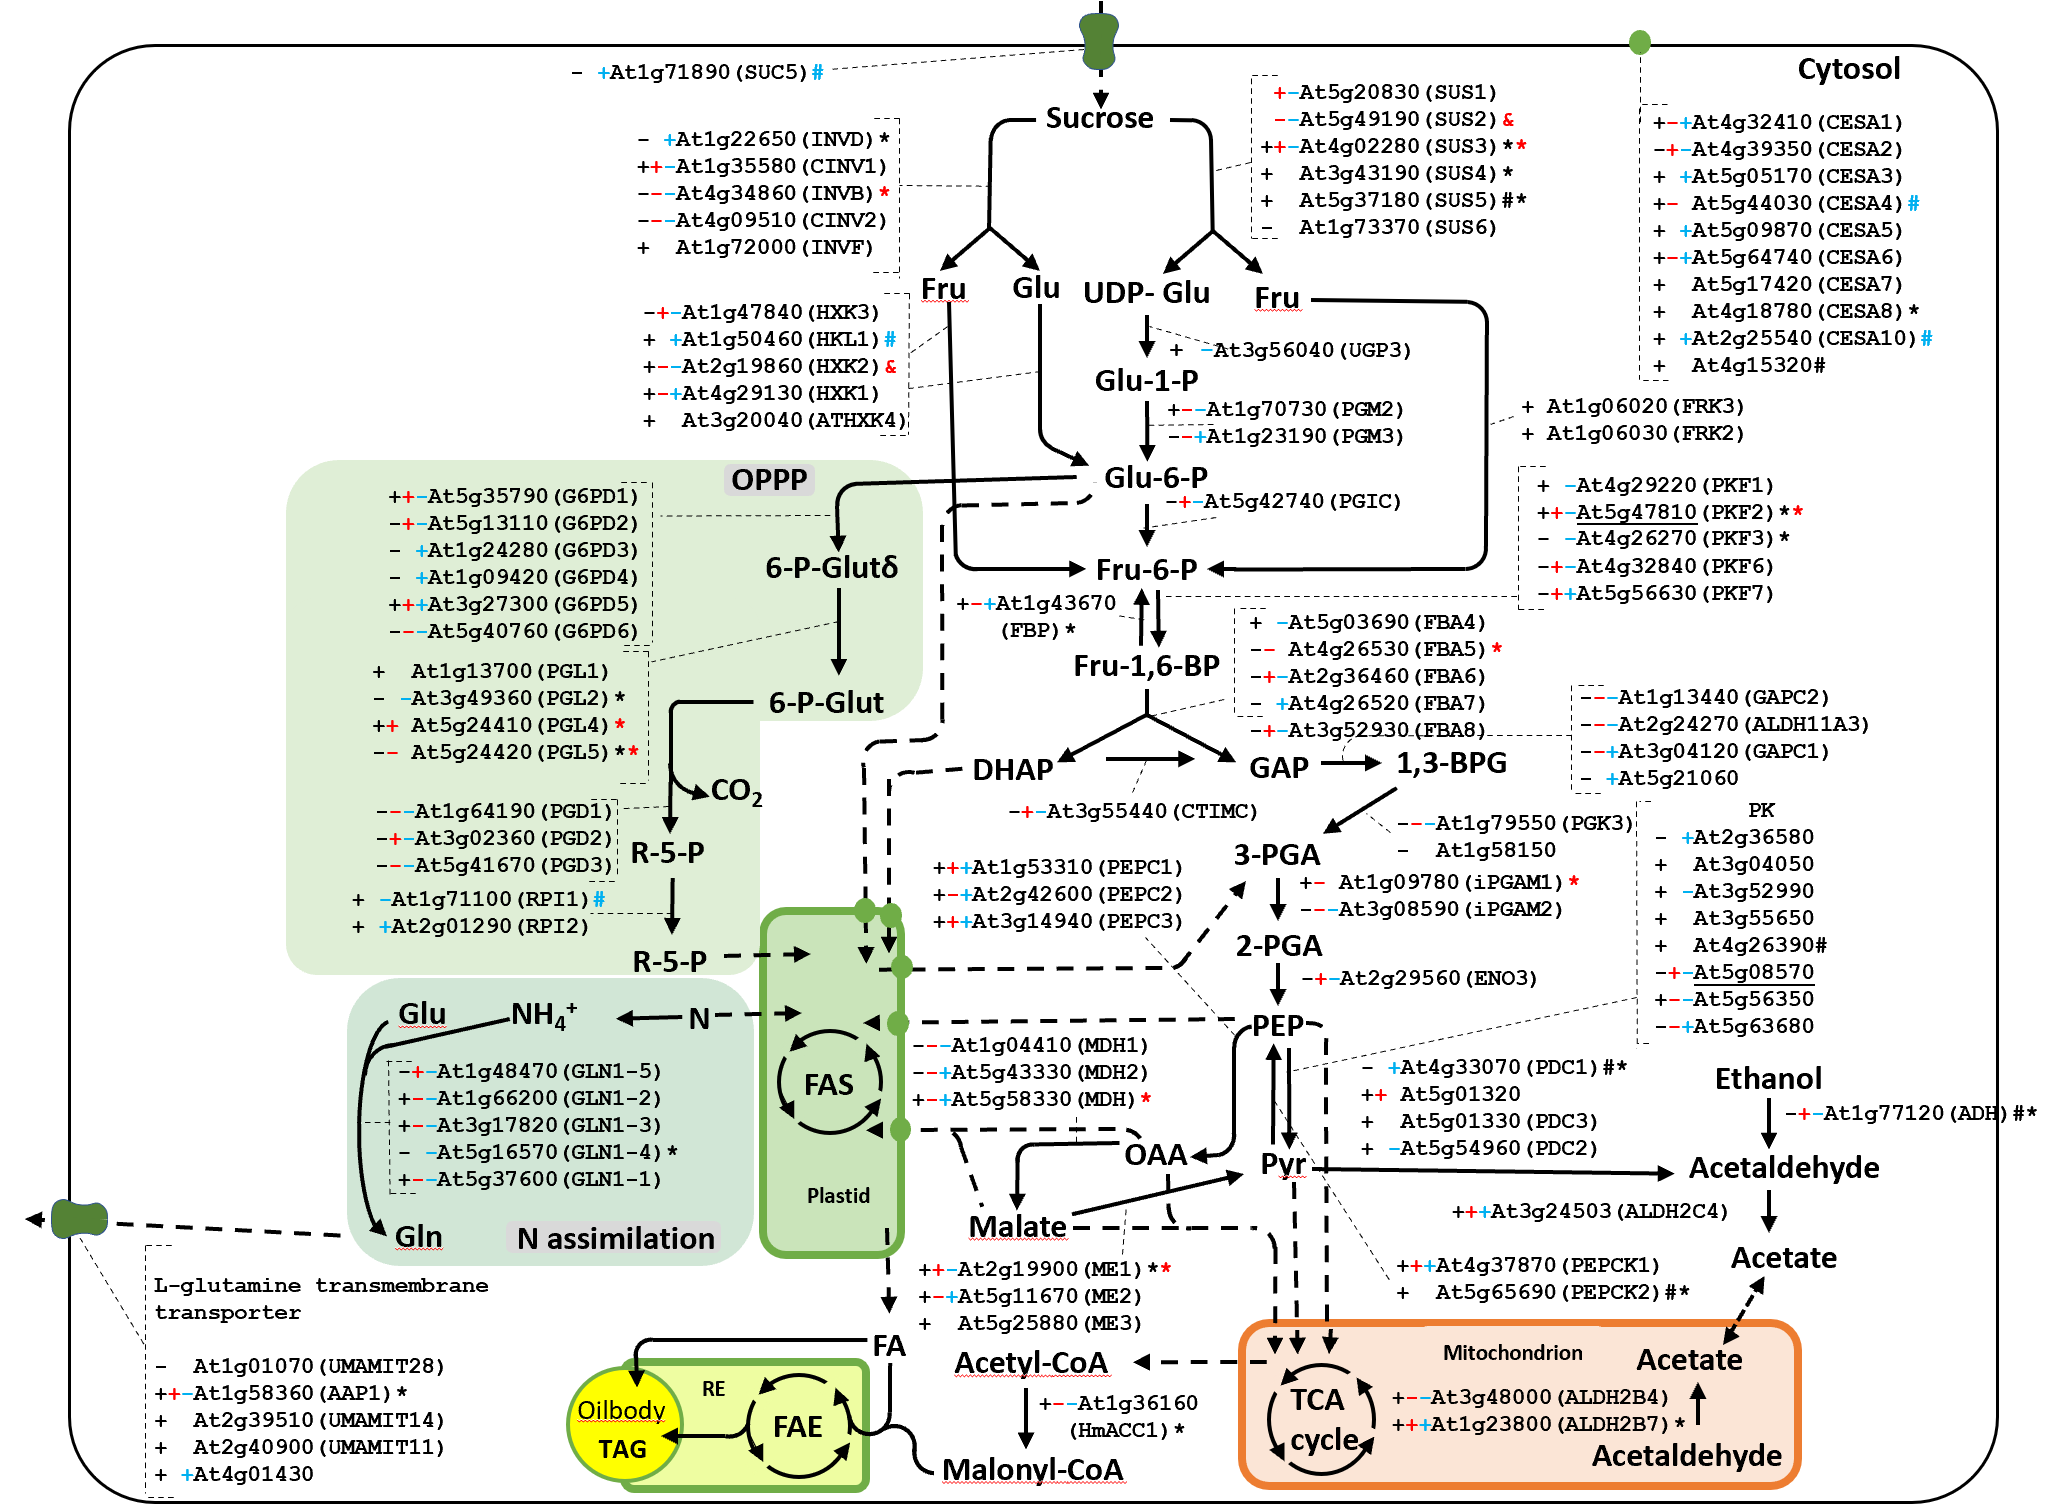 Cytosol
- +At1g71890(SUC5)#
Sucrose
- +At1g22650(INVD)*
++-At1g35580(CINV1)
---At4g34860(INVB)*
---At4g09510(CINV2)
+ At1g72000(INVF)
+-At5g20830(SUS1)
--At5g49190(SUS2)&
++-At4g02280(SUS3)**
+ At3g43190(SUS4)*
+ At5g37180(SUS5)#*
- At1g73370(SUS6)
+-+At4g32410(CESA1)
-+-At4g39350(CESA2)
+ +At5g05170(CESA3)
+- At5g44030(CESA4)#
+ +At5g09870(CESA5)
+-+At5g64740(CESA6)
+ At5g17420(CESA7)
+ At4g18780(CESA8)*
+ +At2g25540(CESA10)#
+ At4g15320#
Fru
Glu
UDP- Glu
Fru
-+-At1g47840(HXK3)
+ +At1g50460(HKL1)#
+--At2g19860(HXK2)&
+-+At4g29130(HXK1)
+ At3g20040(ATHXK4)
+ -At3g56040(UGP3)
Glu-1-P
+--At1g70730(PGM2)
--+At1g23190(PGM3)
+ At1g06020(FRK3)
+ At1g06030(FRK2)
Glu-6-P
-+-At5g42740(PGIC)
+ -At4g29220(PKF1)
++-At5g47810(PKF2)**
- -At4g26270(PKF3)*
-+-At4g32840(PKF6)
-++At5g56630(PKF7)
OPPP
++-At5g35790(G6PD1)
-+-At5g13110(G6PD2)
- +At1g24280(G6PD3)
- +At1g09420(G6PD4)
+++At3g27300(G6PD5)
---At5g40760(G6PD6)
6-P-Glutδ
Fru-6-P
+-+At1g43670
(FBP)*
Fru-1,6-BP
+ -At5g03690(FBA4)
-- At4g26530(FBA5)*
-+-At2g36460(FBA6)
- +At4g26520(FBA7)
-+-At3g52930(FBA8)
+ At1g13700(PGL1)
- -At3g49360(PGL2)*
++ At5g24410(PGL4)*
-- At5g24420(PGL5)**
6-P-Glut
---At1g13440(GAPC2)
---At2g24270(ALDH11A3)
--+At3g04120(GAPC1)
- +At5g21060
DHAP
GAP
1,3-BPG
CO2
-+-At3g55440(CTIMC)
---At1g64190(PGD1)
-+-At3g02360(PGD2)
---At5g41670(PGD3)
R-5-P
---At1g79550(PGK3)
- At1g58150
PK
- +At2g36580
+ At3g04050
+ -At3g52990
+ At3g55650
+ At4g26390#
-+-At5g08570
+--At5g56350
--+At5g63680
3-PGA
+- At1g09780(iPGAM1)*
---At3g08590(iPGAM2)
+++At1g53310(PEPC1)
+--At2g42600(PEPC2)
+++At3g14940(PEPC3)
+ -At1g71100(RPI1)#
+ +At2g01290(RPI2)
R-5-P
2-PGA
-+-At2g29560(ENO3)
Glu
NH4+
N
PEP
-+-At1g48470(GLN1-5)
+--At1g66200(GLN1-2)
+--At3g17820(GLN1-3)
- -At5g16570(GLN1-4)*
+--At5g37600(GLN1-1)
Gln
N assimilation
FAS
Plastid
---At1g04410(MDH1)
--+At5g43330(MDH2)
+-+At5g58330(MDH)*
OAA
Pyr
Malate
- +At4g33070(PDC1)#*
++ At5g01320
+ At5g01330(PDC3)
+ -At5g54960(PDC2)
Ethanol
-+-At1g77120(ADH)#*
Acetaldehyde
+++At3g24503(ALDH2C4)
Acetate
+++At4g37870(PEPCK1)
+ At5g65690(PEPCK2)#*
++-At2g19900(ME1)**
+-+At5g11670(ME2)
+ At5g25880(ME3)
L-glutamine transmembrane
transporter
- At1g01070(UMAMIT28)
++-At1g58360(AAP1)*
+ At2g39510(UMAMIT14)
+ At2g40900(UMAMIT11)
+ +At4g01430
FA
RE
Oilbody
TAG
FAE
Acetyl-CoA
+--At1g36160
(HmACC1)*
Malonyl-CoA
Mitochondrion
TCA
cycle
Acetate
+--At3g48000(ALDH2B4)
+++At1g23800(ALDH2B7)*
Acetaldehyde